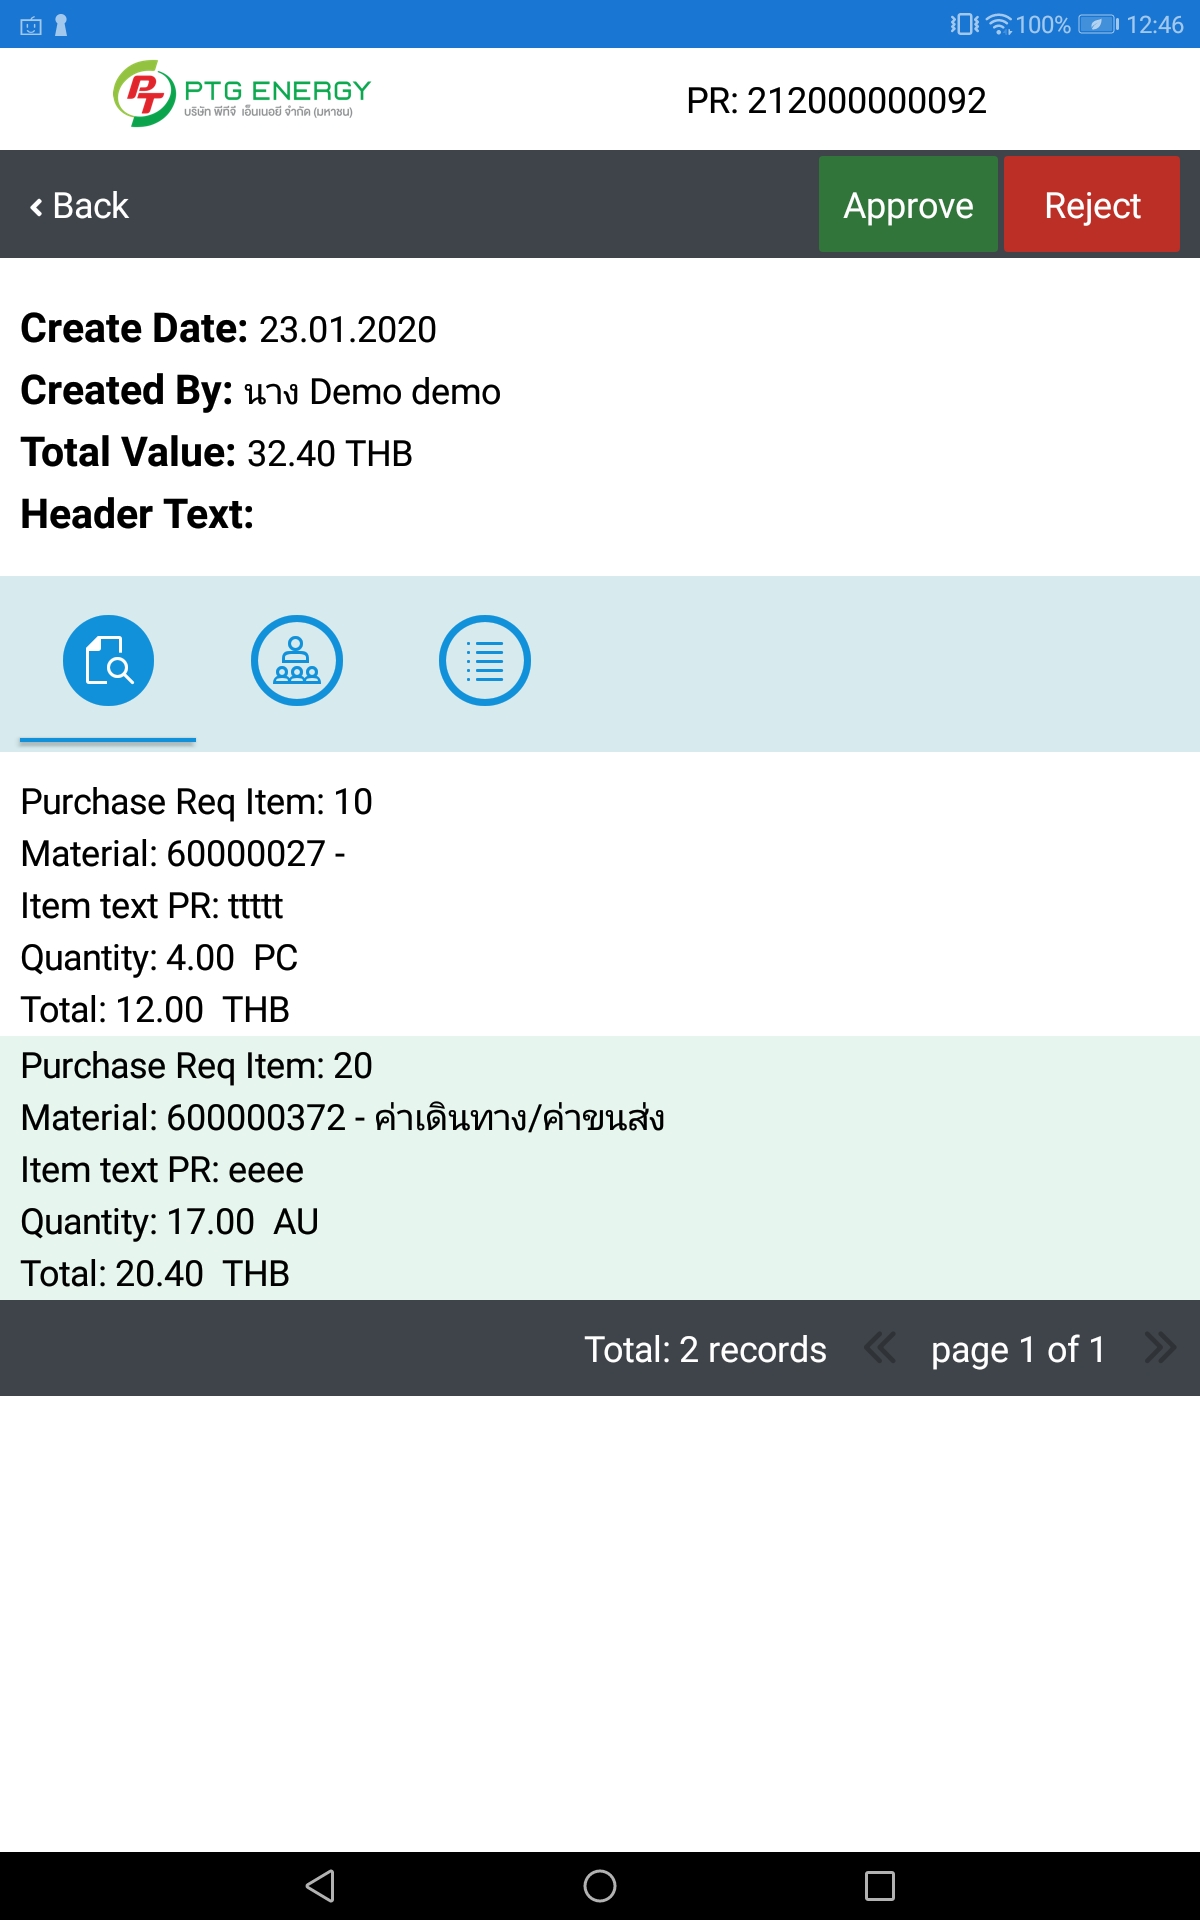 100% 12:46
PT PTG ENERGY
บริษัท พีทีจี เอ็นเนอยี จำกัด (มหาชน)
PR: 212000000092
Back
Approve
Reject
Create Date: 23.01.2020
Created By: นาง Demo demo
Total Value: 32.40 THB
Header Text:
Purchase Req Item: 10
Material: 60000027 -
Item text PR: ttttt
Quantity: 4.00 PC
Total: 12.00 THB
Purchase Req Item: 20
Material: 600000372 - ค่าเดินทาง/ค่าขนส่ง
Item text PR: eeee
Quantity: 17.00 AU
Total: 20.40 THB
Total: 2 records
page 1 of 1